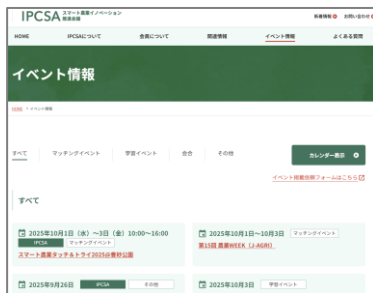 IPCSA スマート農業イノベーション
推進会議
新着情報 お問い合わせ
HOME IPCSAについて 会員について 関連情報 イベント情報 よくある質問
イベント情報
HOME > イベント情報
すべて マッチングイベント 学習イベント 会合 その他 カレンダー表示
イベント掲載依頼フォームはこちら
すべて
2025年10月1日（水）～3日（金）10:00～16:00
IPCSA マッチングイベント
スマート農業タッチ＆トライ2025@養砂公園
2025年10月1日～10月3日 マッチングイベント
第15回 農業WEEK（J-AGRI）
2025年9月26日 IPCSA その他
2025年10月3日 学習イベント